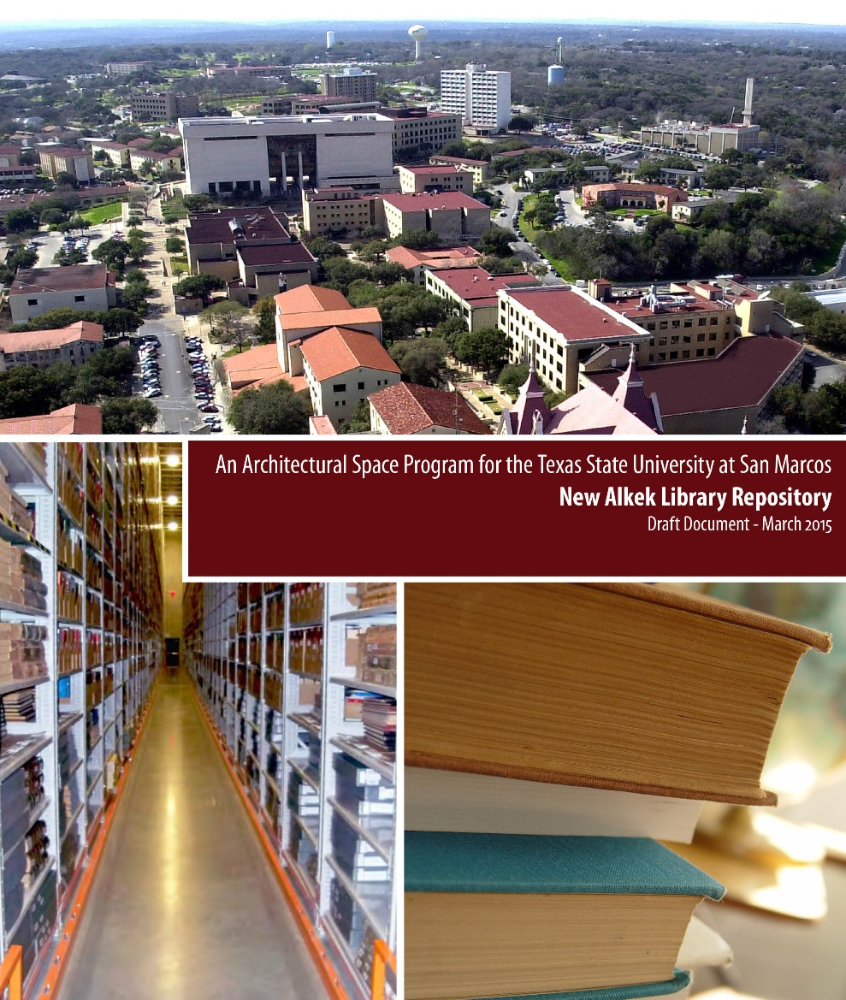 An Architectural Space Program for the Texas State University at San Marcos
New Alkek Library Repository
Draft Document - March 2015